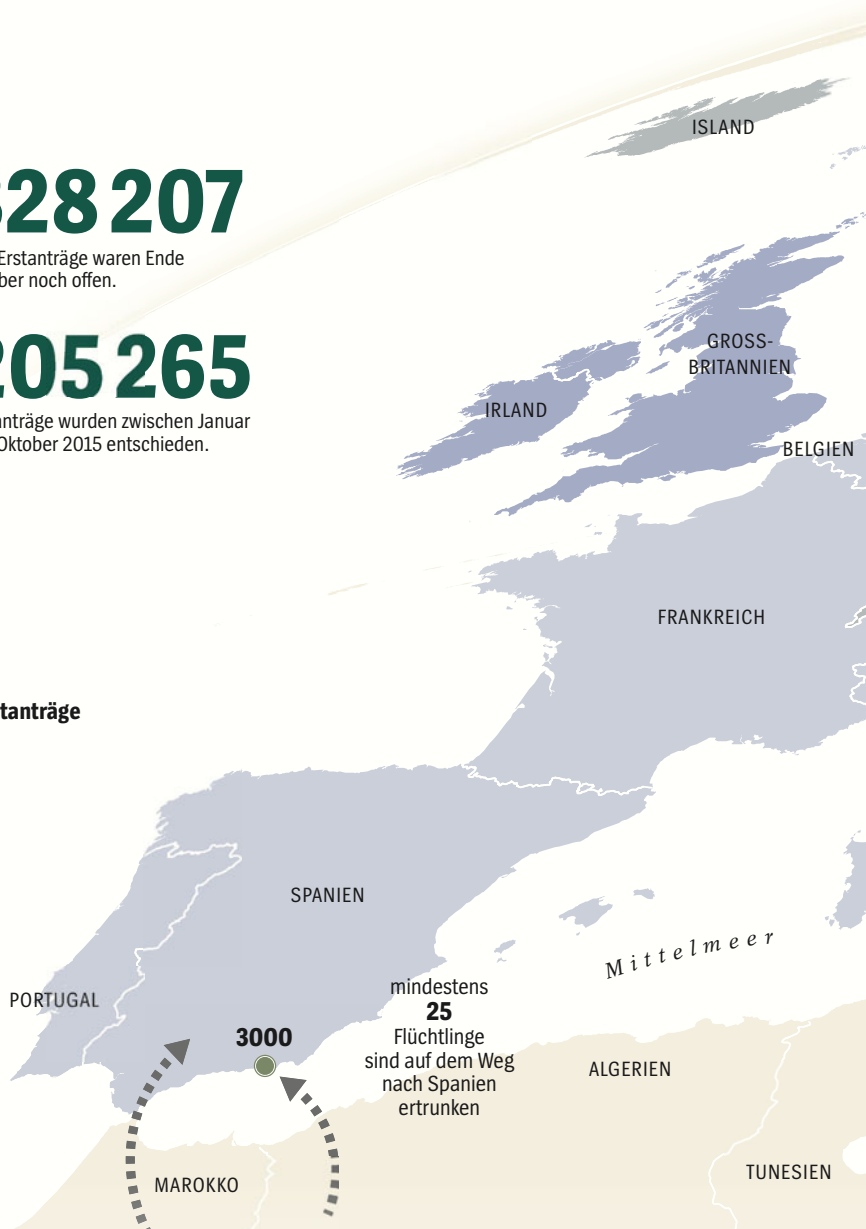 ISLAND
28 207
Erstanträge waren Ende
ber noch offen.
GROSS-
BRITANNIEN
205 265
IRLAND
anträge wurden zwischen Januar
Oktober 2015 entschieden.
BELGIEN
FRANKREICH
tanträge
SPANIEN
Mittelmeer
PORTUGAL
mindestens
25
Flüchtlinge
sind auf dem Weg
nach Spanien
ertrunken
3000
ALGERIEN
MAROKKO
TUNESIEN